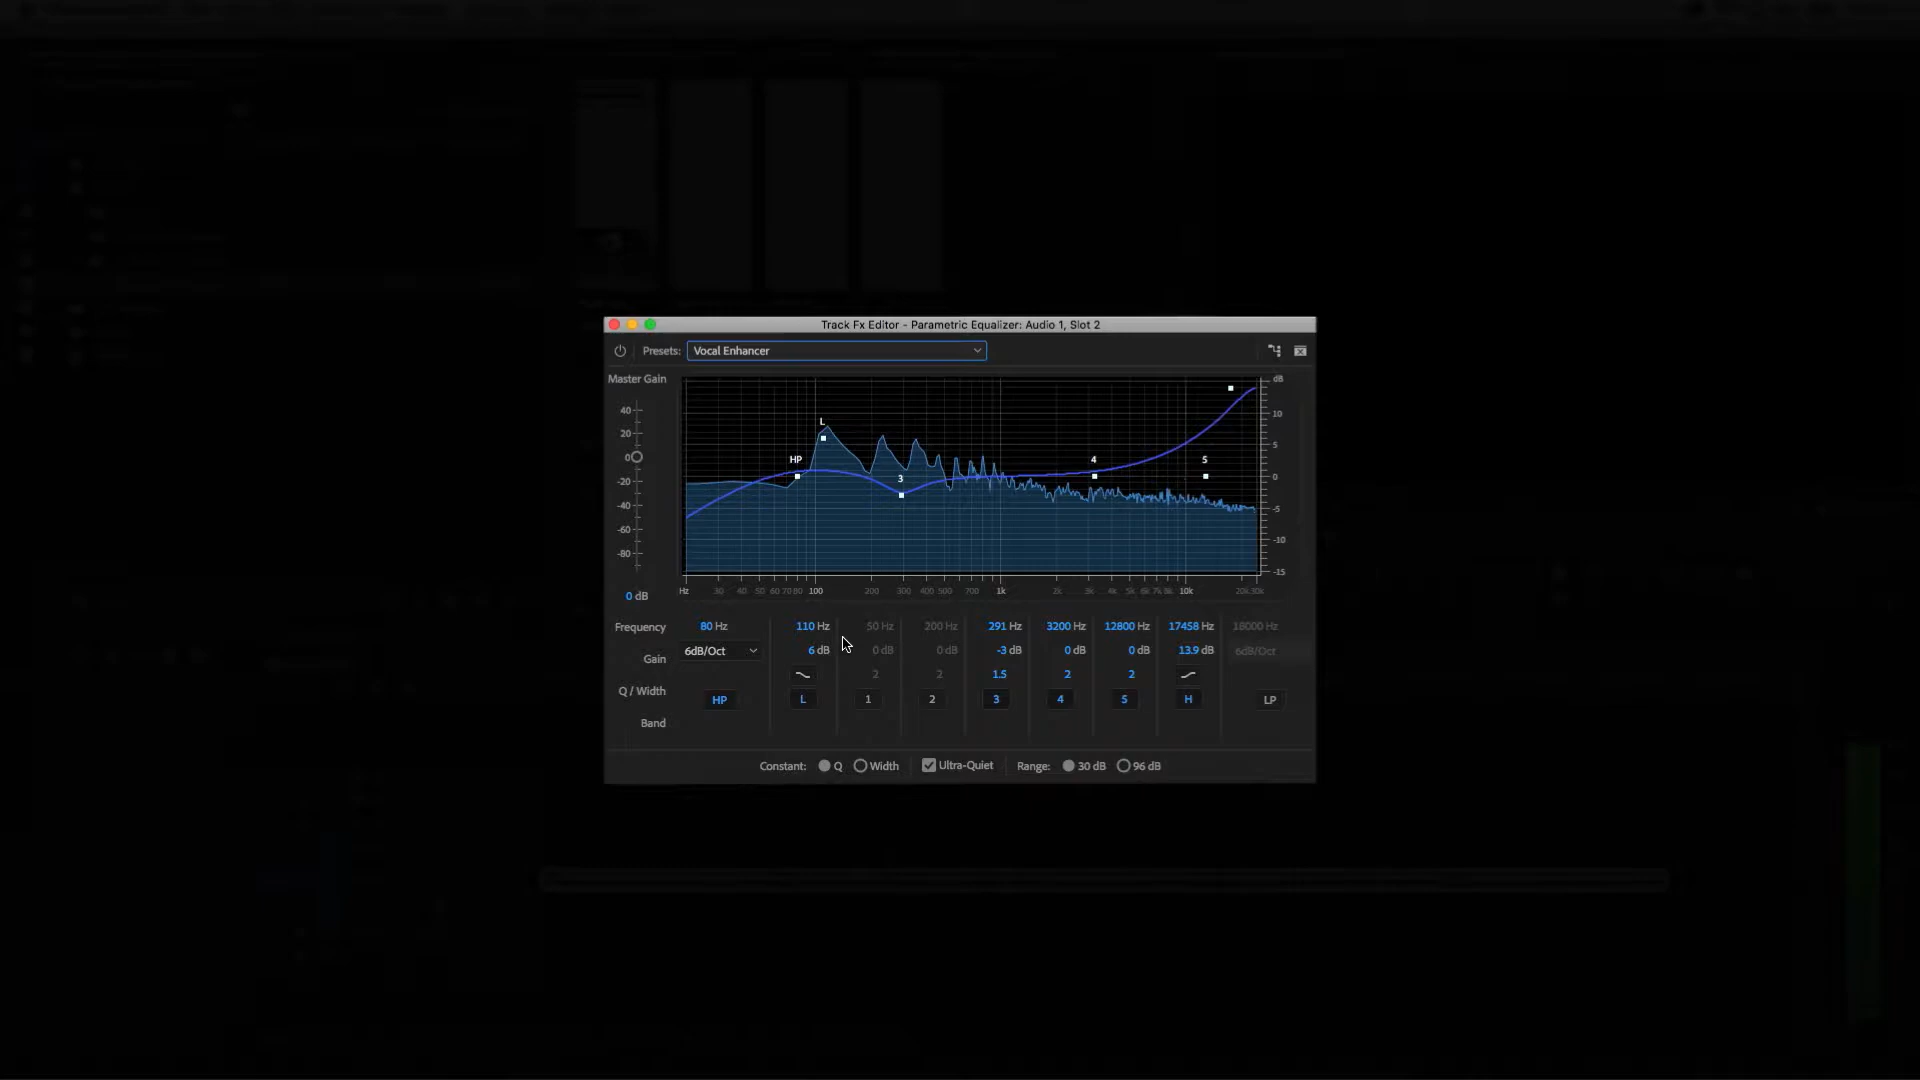 Track Fx Editor - Parametric Equalizer: Audio 1, Slot 2
Presets: Vocal Enhancer
Master Gain
dB
40
20
0
-20
-40
-60
-80
0 dB
L
HP
3
4
5
10
5
0
-5
-10
-15
Hz 30 40 50 60 70 80 100 200 300 400 500 700 1k 2k 3k 4k 5k 6k 7k 8k 10k 20k 30k
Frequency 80 Hz 110 Hz 50 Hz 200 Hz 291 Hz 3200 Hz 12800 Hz 17458 Hz 18000 Hz
Gain 6dB/Oct 6 dB 0 dB 0 dB -3 dB 0 dB 0 dB 13.9 dB 6dB/Oct
Q / Width 2 2 1.5 2 2
Band HP L 1 2 3 4 5 H LP
Constant: Q Width Ultra-Quiet Range: 30 dB 96 dB